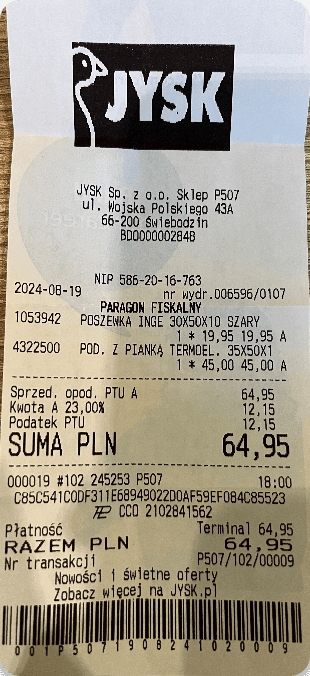 JYSK
JYSK Sp. z o.o. Sklep P507
ul. Wojska Polskiego 43A
66-200 Świebodzin
BDO000002848
NIP 586-20-16-763
2024-08-19 nr wydr.006596/0107
PARAGON FISKALNY
1053942 POSZEWKA INGE 30X50X10 SZARY
1 * 19,95 19,95 A
4322500 POD. Z PIANKĄ TERMOEL. 35X50X1
1 * 45,00 45,00 A
Sprzed. opod. PTU A 64,95
Kwota A 23,00% 12,15
Podatek PTU 12,15
SUMA PLN 64,95
000019 #102 245253 P507 18:00
C85C541CODF311E68949022D0AF59EF084C85523
CCO 2102841562
Płatność Terminal 64,95
RAZEM PLN 64,95
Nr transakcji P507/102/00009
Nowości i świetne oferty
Zobacz więcej na JYSK.pl
001P5071908241020009